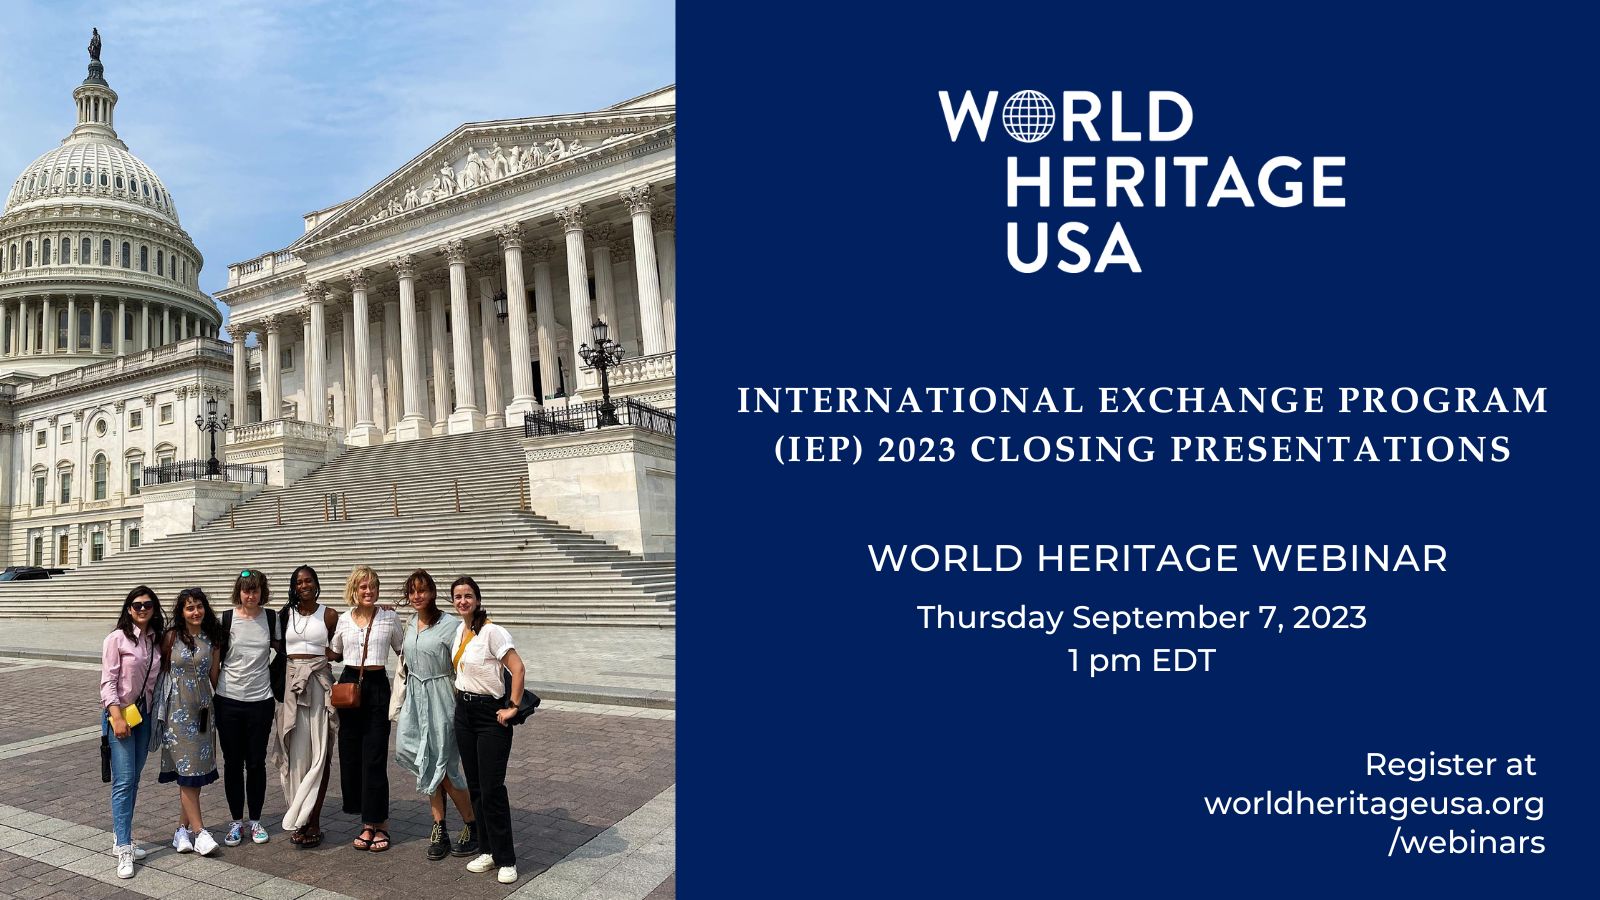 WORLD
HERITAGE
USA
INTERNATIONAL EXCHANGE PROGRAM
(IEP) 2023 CLOSING PRESENTATIONS
WORLD HERITAGE WEBINAR
Thursday September 7, 2023
1 pm EDT
Register at
worldheritageusa.org
/webinars